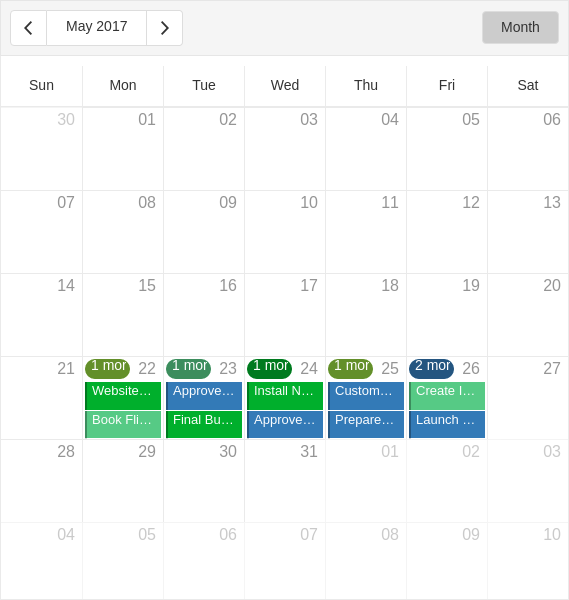 May 2017
Month
Sun Mon Tue Wed Thu Fri Sat
30 01 02 03 04 05 06
07 08 09 10 11 12 13
14 15 16 17 18 19 20
21 1 mor 22 1 mor 23 1 mor 24 1 mor 25 2 mor 26 27
Website... Approve... Install N... Custom... Create I...
Book Fli... Final Bu... Approve... Prepare... Launch ...
28 29 30 31 01 02 03
04 05 06 07 08 09 10